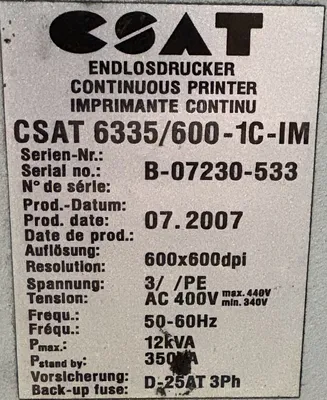 CSAT
ENDLOSDRUCKER
CONTINUOUS PRINTER
IMPRIMANTE CONTINU
CSAT 6335/600-1C-IM
Serien-Nr.:
Serial no.: B-07230-533
N° de série:
Prod.-Datum:
Prod. date: 07.2007
Date de prod.:
Auflösung:
Resolution: 600x600dpi
Spannung: 3/ /PE
Tension: AC 400V max. 440V min. 340V
Frequ.: 50-60Hz
Fréqu.:
Pmax.: 12kVA
Pstand by: 350VA
Vorsicherung: D-25AT 3Ph
Back-up fuse: